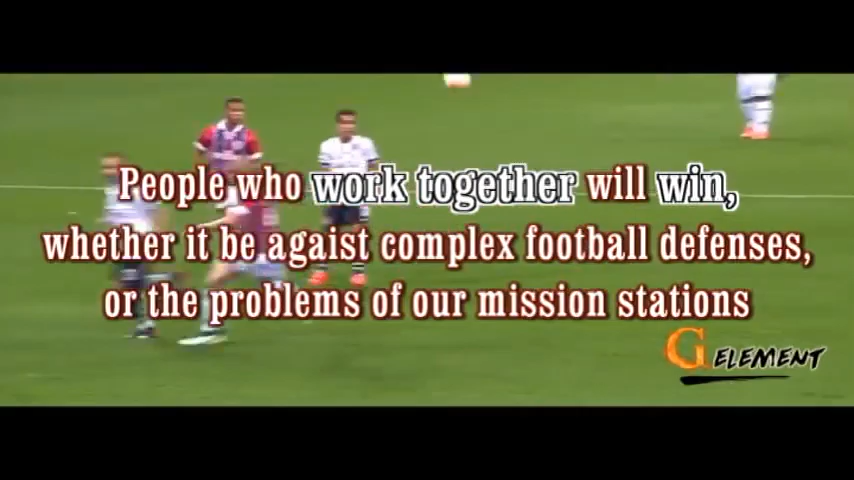 People who work together will win,
whether it be agaist complex football defenses,
or the problems of our mission stations
G ELEMENT